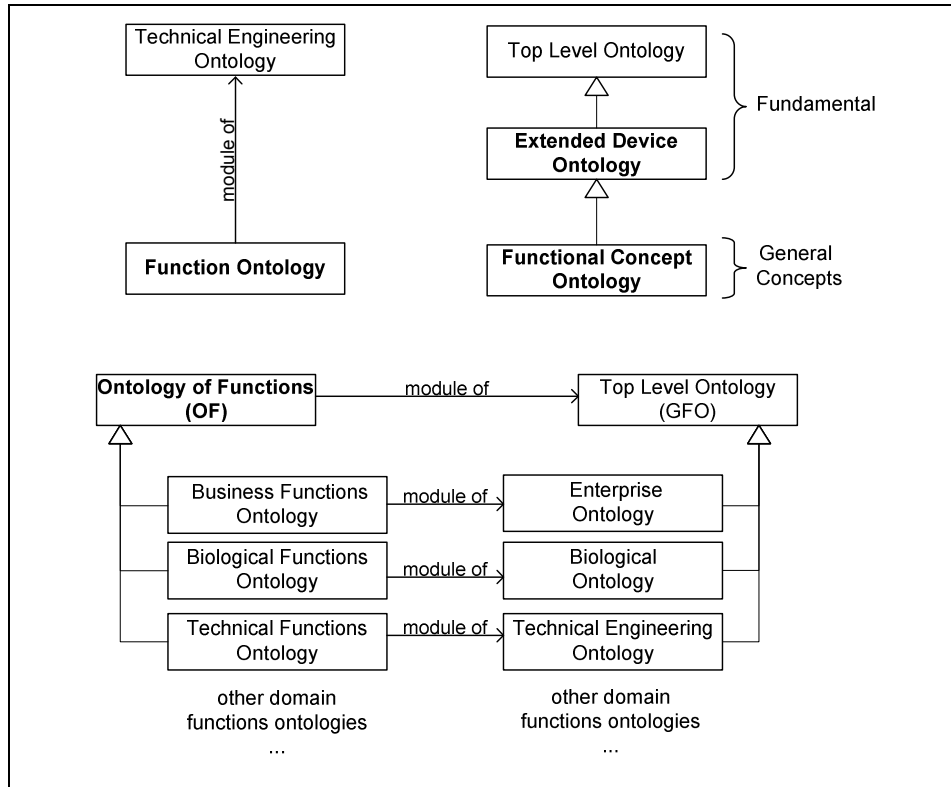 Technical Engineering
Ontology
module of
Function Ontology
Top Level Ontology
Extended Device
Ontology
Functional Concept
Ontology
Fundamental
General
Concepts
Ontology of Functions
(OF)
module of
Top Level Ontology
(GFO)
Business Functions
Ontology
module of
Enterprise
Ontology
Biological Functions
Ontology
module of
Biological
Ontology
Technical Functions
Ontology
module of
Technical Engineering
Ontology
other domain
functions ontologies
...
other domain
functions ontologies
...